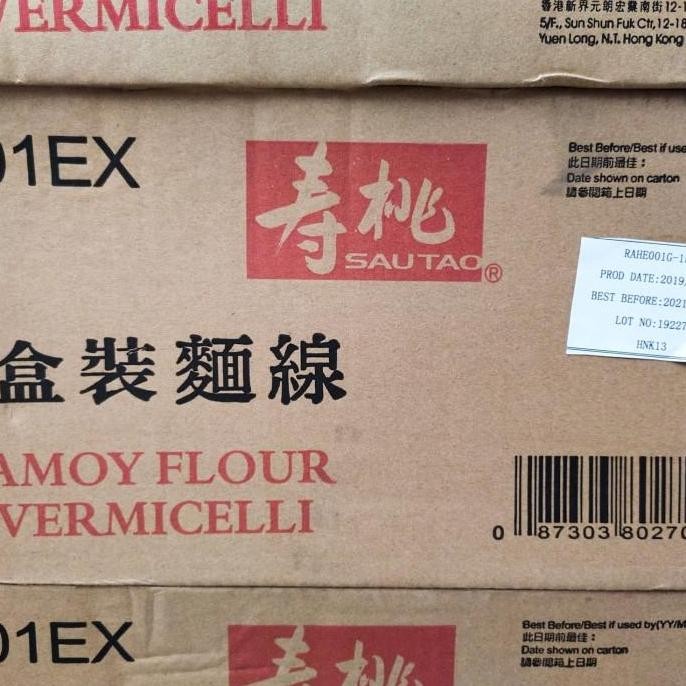 VERMICELLI
香港新界元朗宏業南街12-1
5/F., Sun Shun Fuk Ctr, 12-18
Yuen Long, N.T. Hong Kong
01EX
寿桃
SAUTAO®
Best Before/Best if use
此日期前最佳：
Date shown on carton
請參閱箱上日期
RAHE001G-1
PROD DATE:2019
BEST BEFORE:2021
LOT NO:19227
HNK13
盒裝麵線
AMOY FLOUR
VERMICELLI
0 87303 80270
01EX
寿桃
Best Before/Best if used by(YY/M
此日期前最佳：
Date shown on carton
請參閱箱上日期